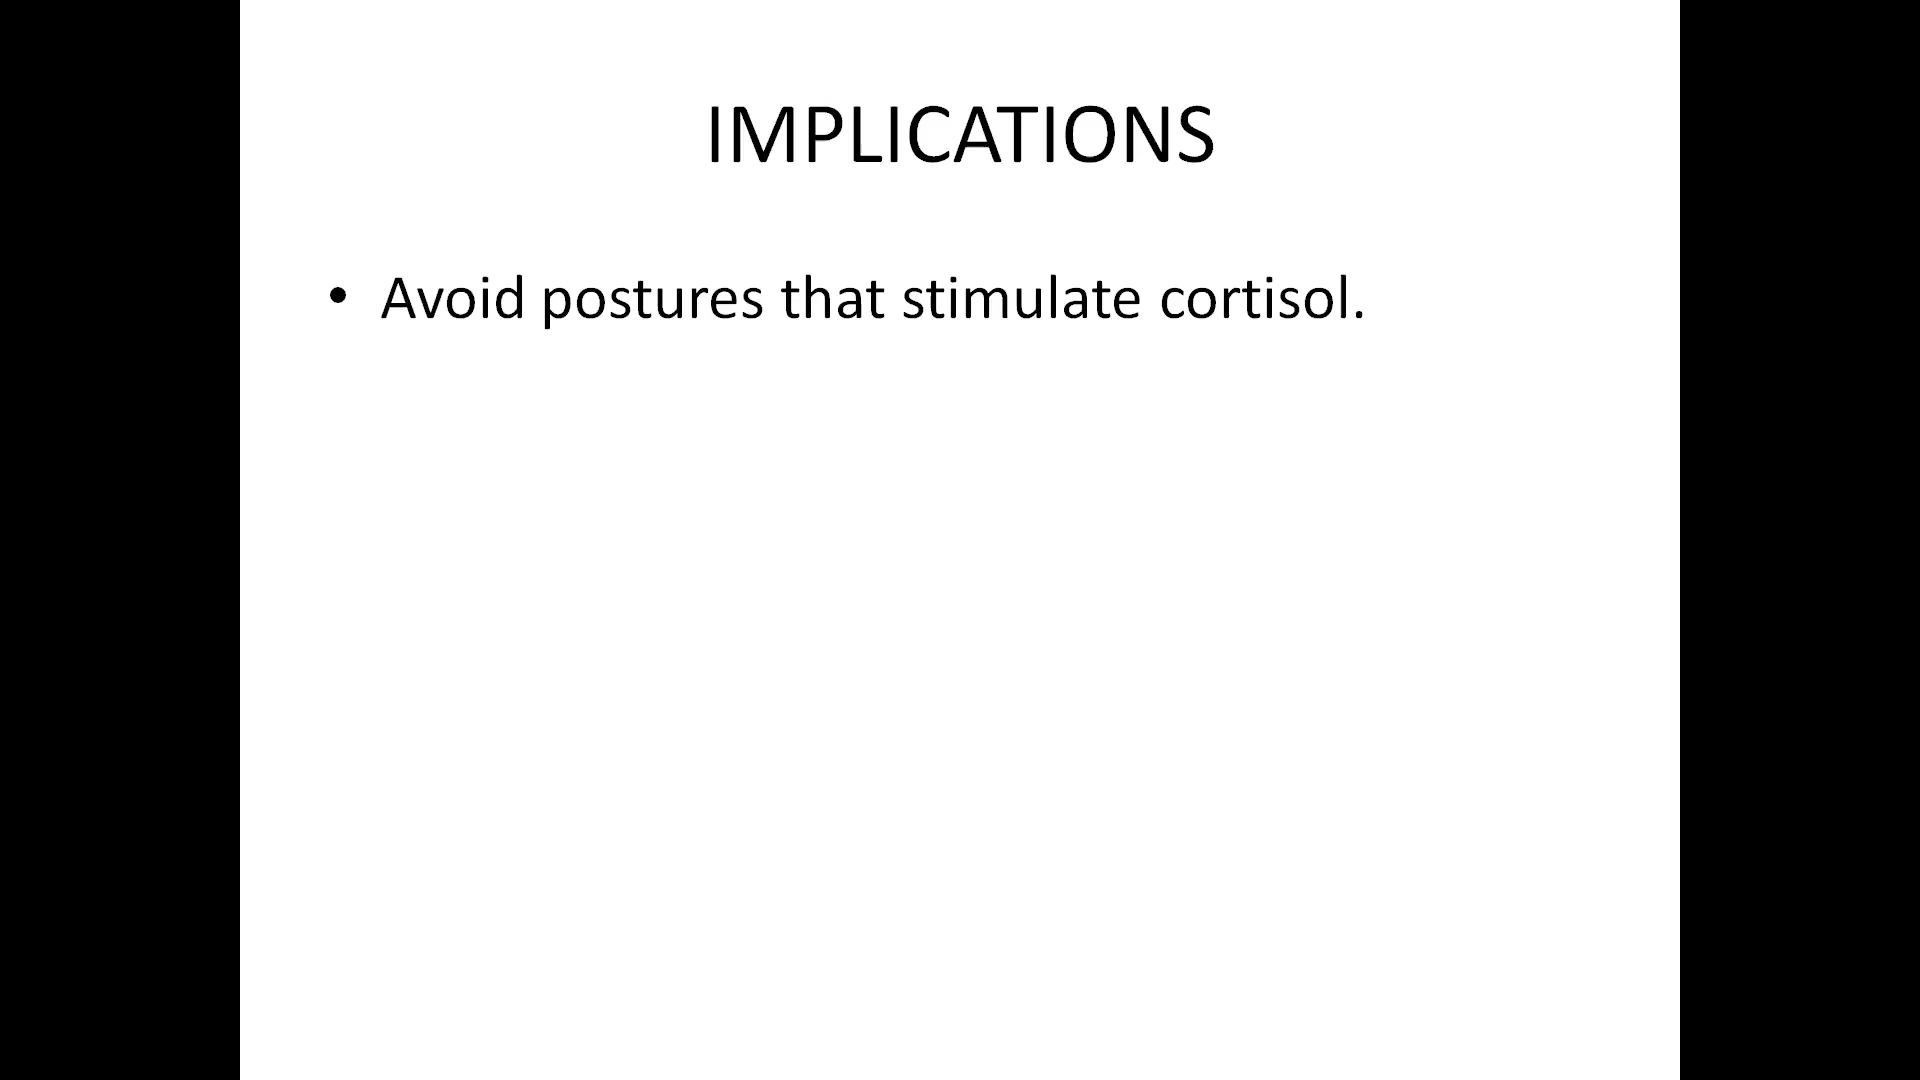 IMPLICATIONS
• Avoid postures that stimulate cortisol.